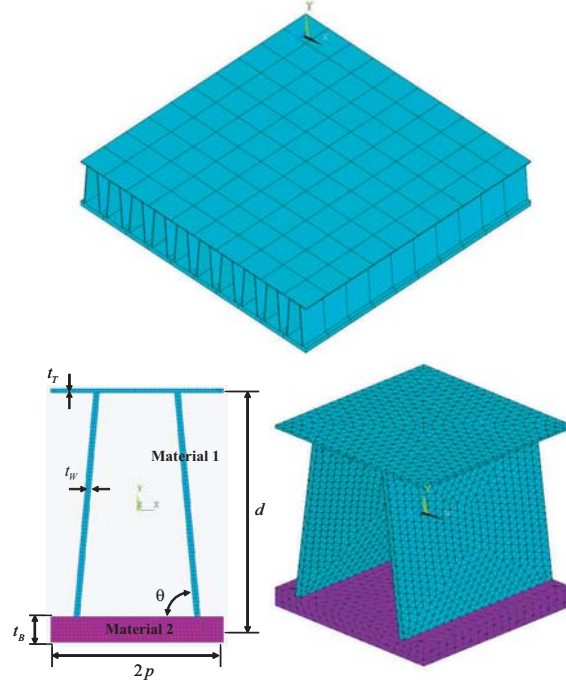 Y
t_T
Material 1
t_W
Y
X
d
θ
Y
t_B
Material 2
2p